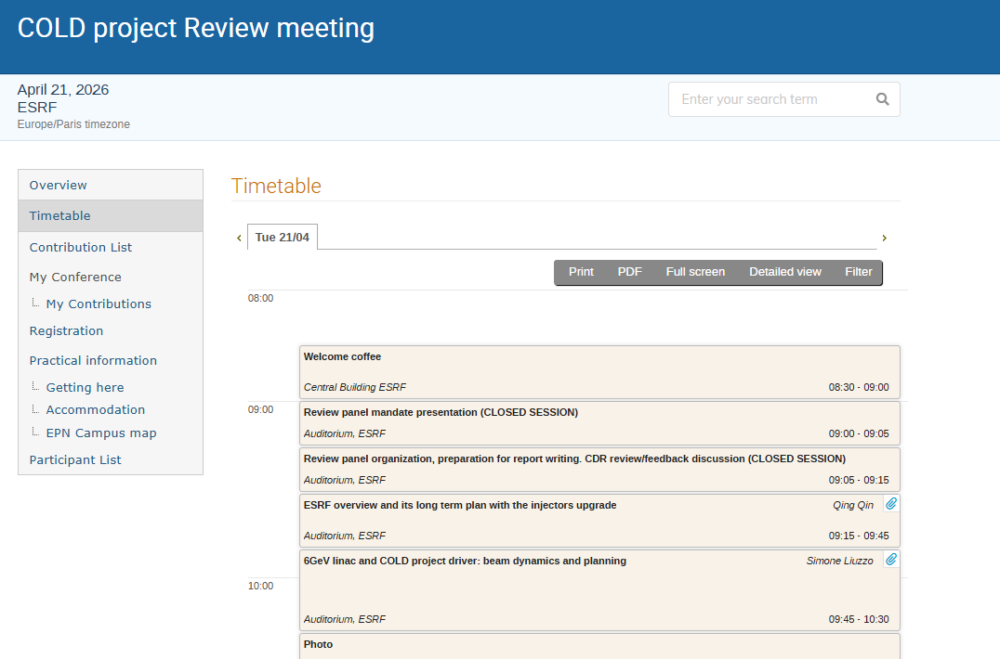 COLD project Review meeting
April 21, 2026
ESRF
Europe/Paris timezone
Enter your search term
Overview
Timetable
Contribution List
My Conference
My Contributions
Registration
Practical information
Getting here
Accommodation
EPN Campus map
Participant List
Timetable
Tue 21/04
Print PDF Full screen Detailed view Filter
08:00
Welcome coffee
Central Building ESRF 08:30 - 09:00
09:00
Review panel mandate presentation (CLOSED SESSION)
Auditorium, ESRF 09:00 - 09:05
Review panel organization, preparation for report writing. CDR review/feedback discussion (CLOSED SESSION)
Auditorium, ESRF 09:05 - 09:15
ESRF overview and its long term plan with the injectors upgrade Qing Qin
Auditorium, ESRF 09:15 - 09:45
6GeV linac and COLD project driver: beam dynamics and planning Simone Liuzzo
10:00
Auditorium, ESRF 09:45 - 10:30
Photo